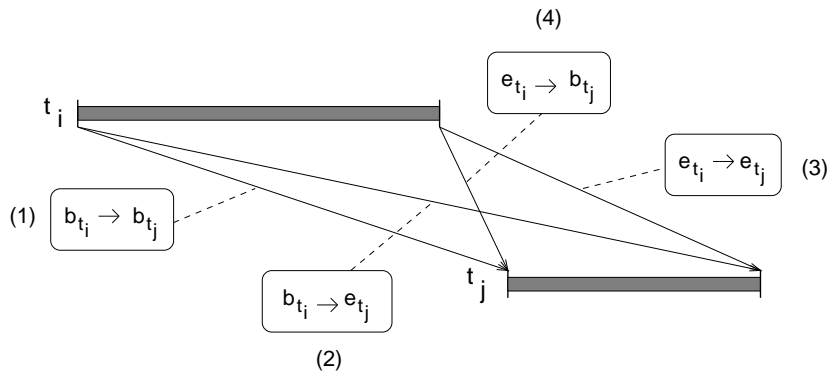 (4)
e_{t_i} → b_{t_j}
t_i
e_{t_i} → e_{t_j} (3)
(1) b_{t_i} → b_{t_j}
t_j
b_{t_i} → e_{t_j}
(2)